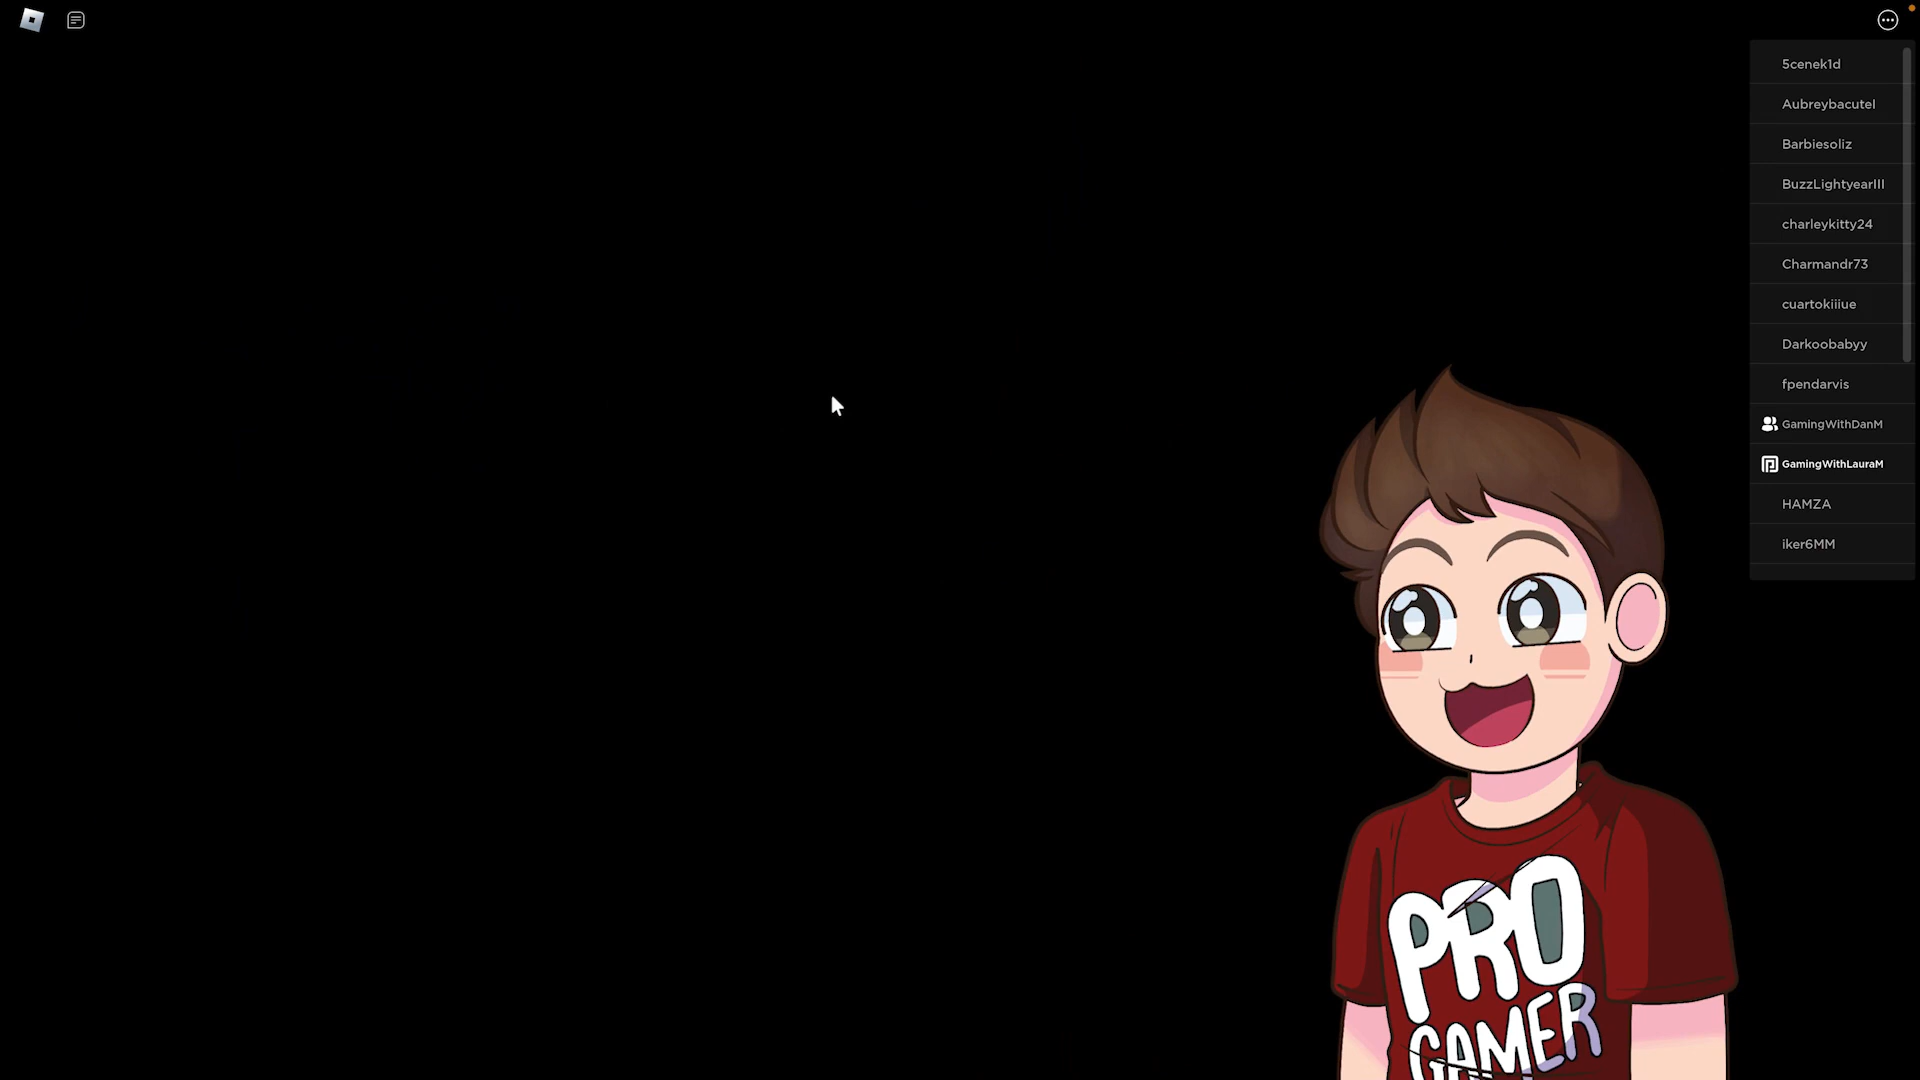 5cenek1d
Aubreybacutel
Barbiesoliz
BuzzLightyearIII
charleykitty24
Charmandr73
cuartokiiiue
Darkoobabyy
fpendarvis
GamingWithDanM
GamingWithLauraM
HAMZA
iker6MM
PRO
GAMER